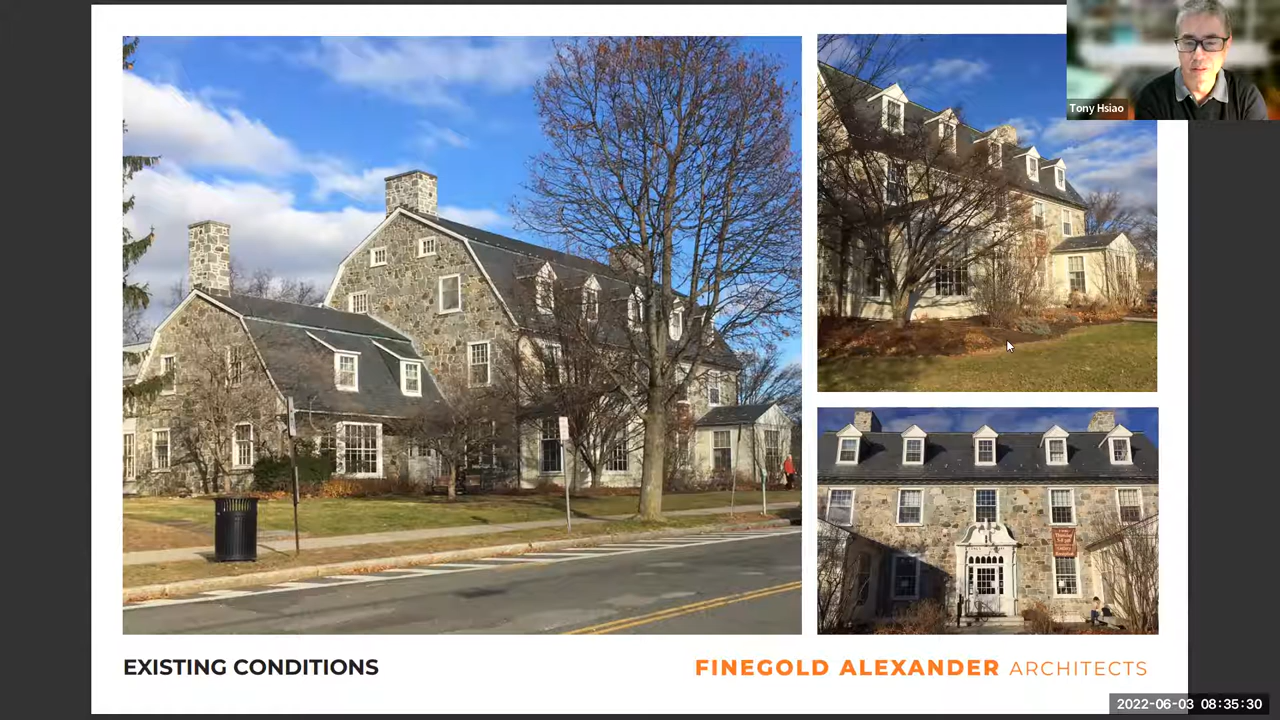 Tony Hsiao
EXISTING CONDITIONS
FINEGOLD ALEXANDER ARCHITECTS
2022-06-03 08:35:30